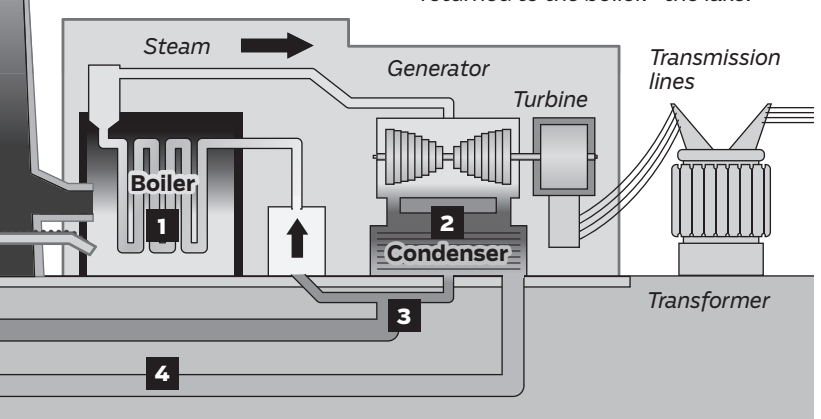 returned to the boiler.
the lake.
Steam
Generator
Transmission
lines
Turbine
Boiler
1
2
Condenser
3
Transformer
4